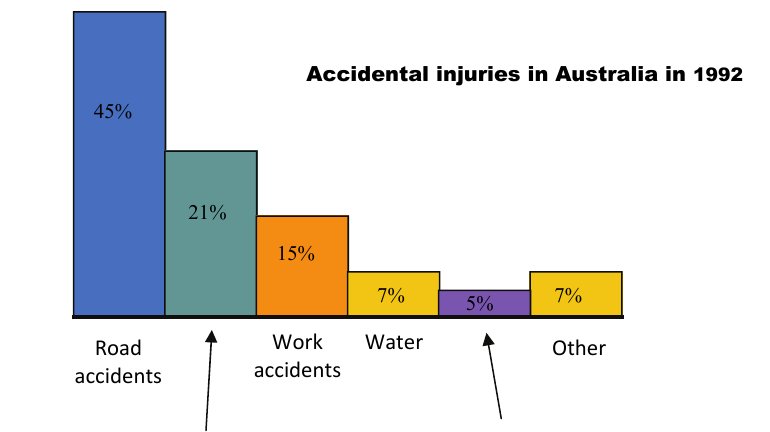 Accidental injuries in Australia in 1992
45%
21%
15%
7%
5%
7%
Road
accidents
Work
accidents
Water
Other